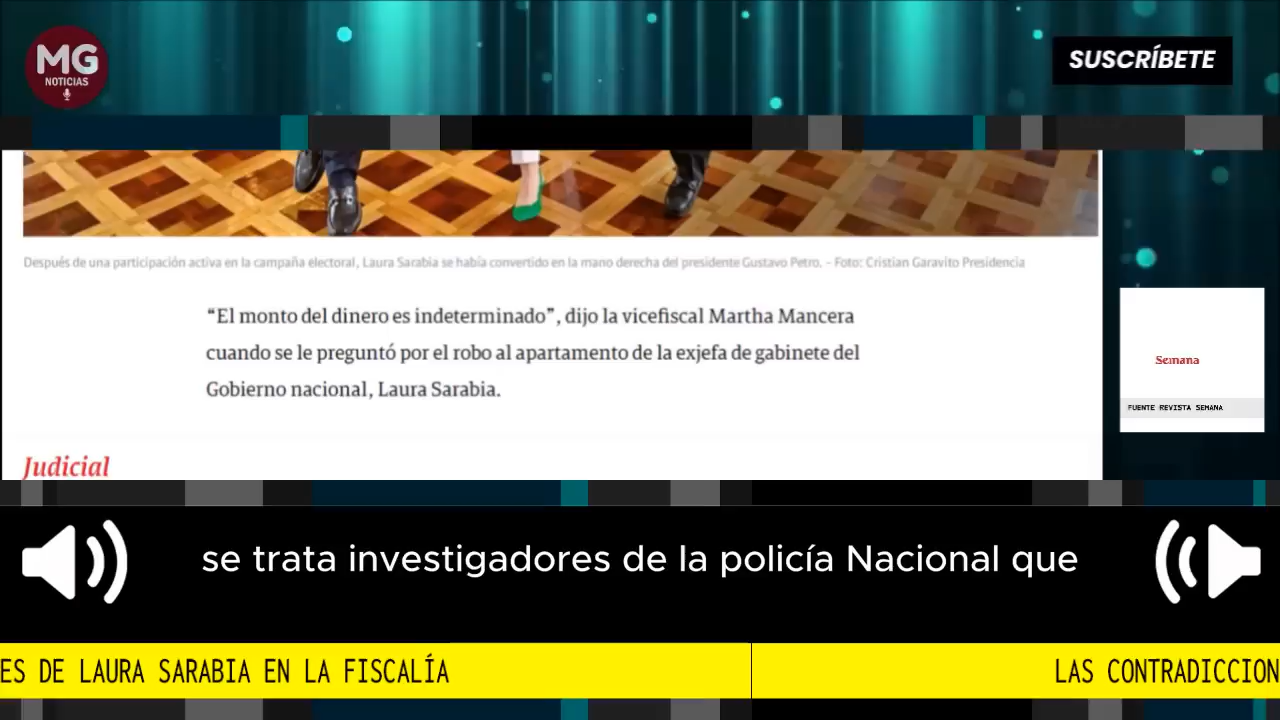 MG
NOTICIAS
SUSCRÍBETE
Después de una participación activa en la campaña electoral, Laura Sarabia se había convertido en la mano derecha del presidente Gustavo Petro. - Foto: Cristian Garavito Presidencia
“El monto del dinero es indeterminado”, dijo la vicefiscal Martha Mancera
cuando se le preguntó por el robo al apartamento de la exjefa de gabinete del
Gobierno nacional, Laura Sarabia.
Semana
FUENTE REVISTA SEMANA
Judicial
se trata investigadores de la policía Nacional que
ES DE LAURA SARABIA EN LA FISCALÍA
LAS CONTRADICCION